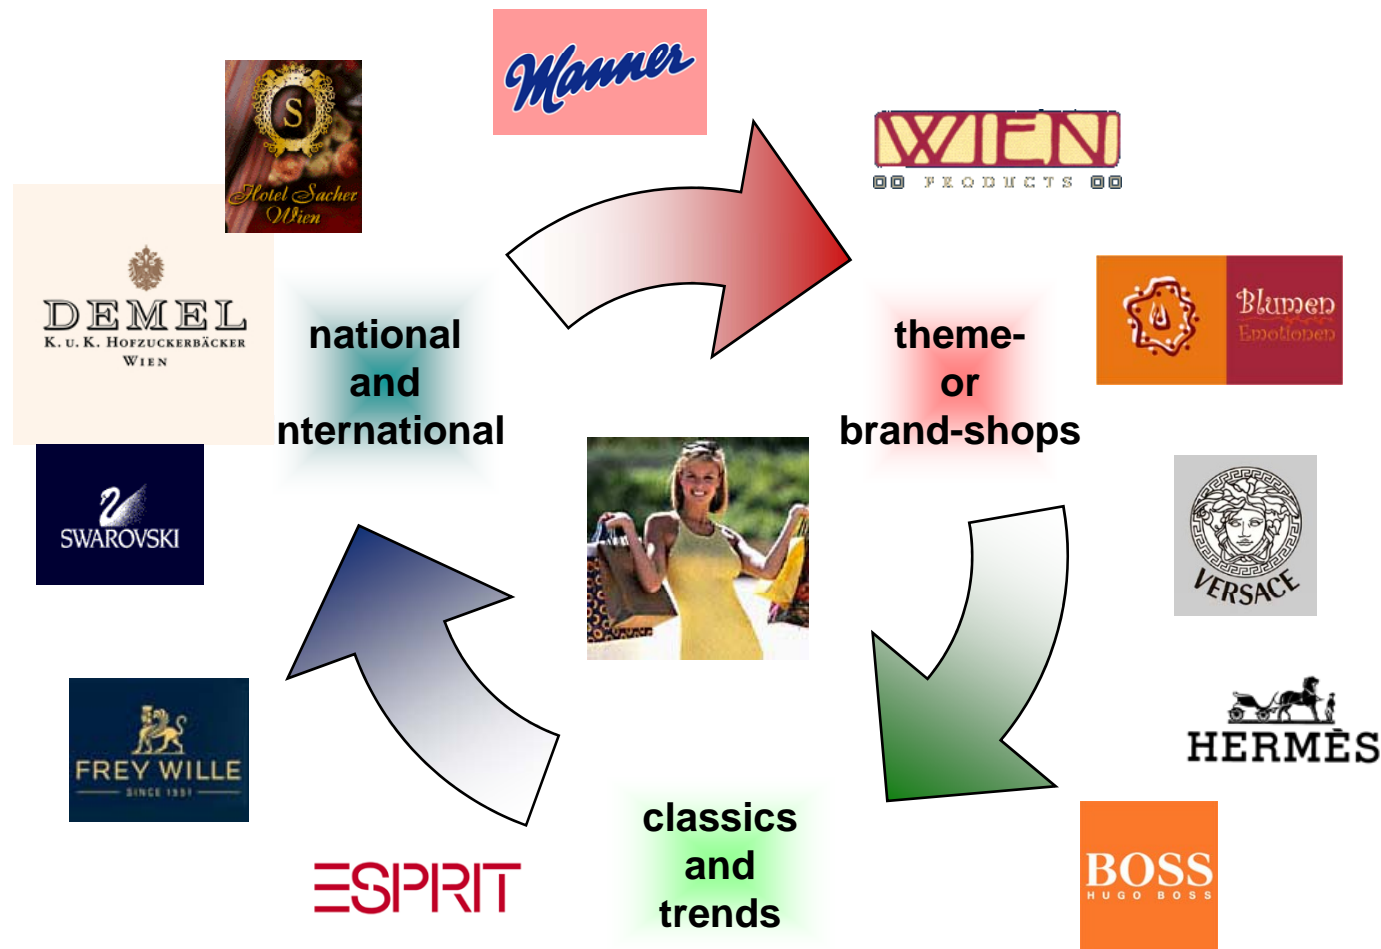 Manner
S
Hotel Sacher
Wien
WIEN
PRODUCTS
DEMEL
K. u. K. HOFZUCKERBÄCKER
WIEN
national
and
nternational
theme-
or
brand-shops
Blumen
Emotionen
SWAROVSKI
VERSACE
FREY WILLE
SINCE 1951
HERMÈS
classics
and
trends
ESPRIT
BOSS
HUGO BOSS